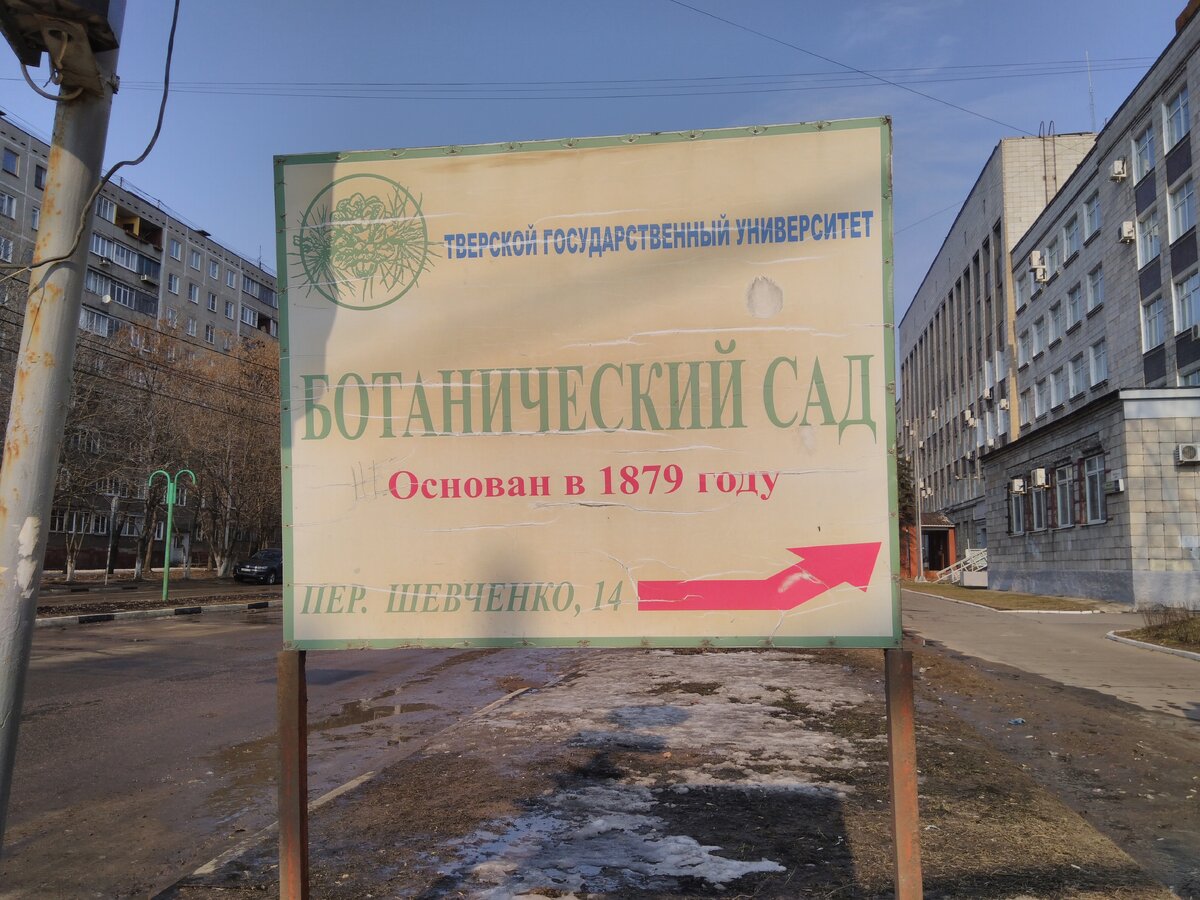 ТВЕРСКОЙ ГОСУДАРСТВЕННЫЙ УНИВЕРСИТЕТ
БОТАНИЧЕСКИЙ САД
Основан в 1879 году
ПЕР. ШЕВЧЕНКО, 14